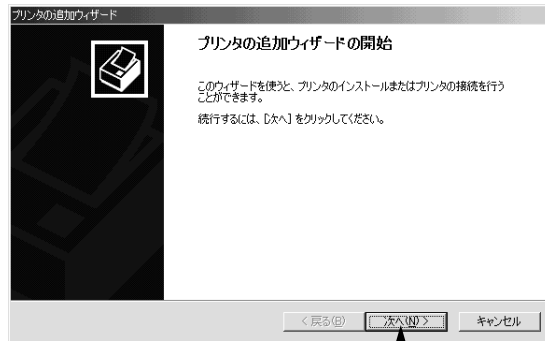 プリンタの追加ウィザード
プリンタの追加ウィザードの開始
このウィザードを使うと、プリンタのインストールまたはプリンタの接続を行う
ことができます。
続行するには、[次へ] をクリックしてください。
< 戻る(B)
次へ(N) >
キャンセル